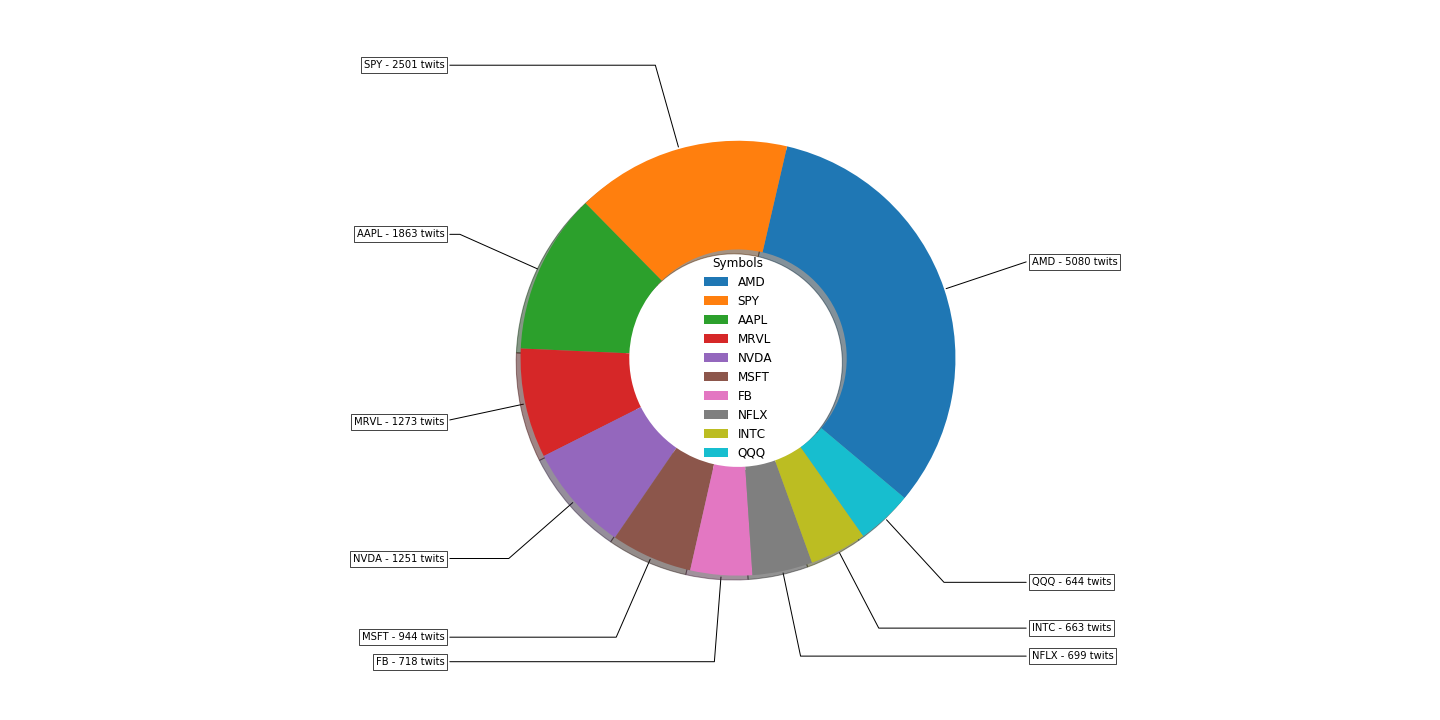 SPY - 2501 twits
AAPL - 1863 twits
AMD - 5080 twits
Symbols
AMD
SPY
AAPL
MRVL
NVDA
MSFT
FB
NFLX
INTC
QQQ
MRVL - 1273 twits
NVDA - 1251 twits
QQQ - 644 twits
INTC - 663 twits
MSFT - 944 twits
NFLX - 699 twits
FB - 718 twits